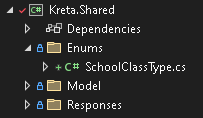 C# Kreta.Shared
Dependencies
Enums
+ C# SchoolClassType.cs
Model
Responses